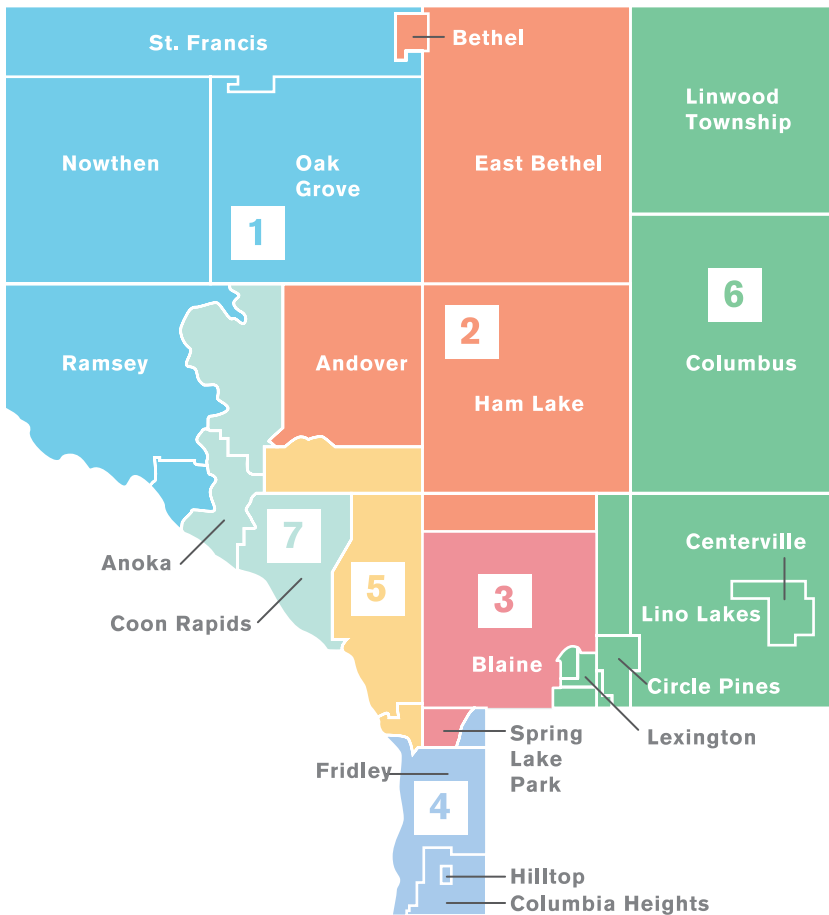 St. Francis
Bethel
Linwood
Township
Nowthen
Oak
Grove
East Bethel
1
6
2
Ramsey
Andover
Columbus
Ham Lake
7
Centerville
Anoka
5
3
Lino Lakes
Coon Rapids
Blaine
Circle Pines
Spring
Lake
Park
Lexington
Fridley
4
Hilltop
Columbia Heights